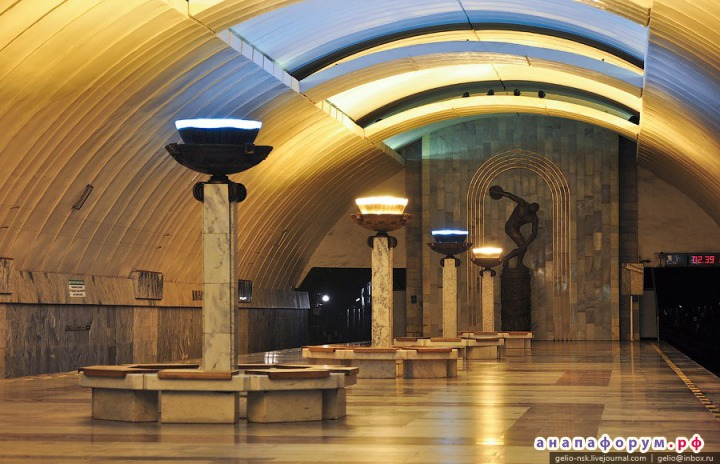 02.39
анапафорум.рф
gelio-nsk.livejournal.com | gelio@inbox.ru